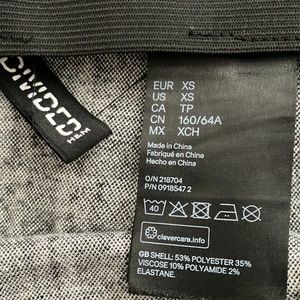 DIVIDED
H&M
EUR XS
US XS
CA TP
CN 160/64A
MX XCH
Made in China
Fabriqué en Chine
Hecho en China
O/N 218704
P/N 0918547 2
40
clevercare.info
GB SHELL: 53% POLYESTER 35%
VISCOSE 10% POLYAMIDE 2%
ELASTANE.